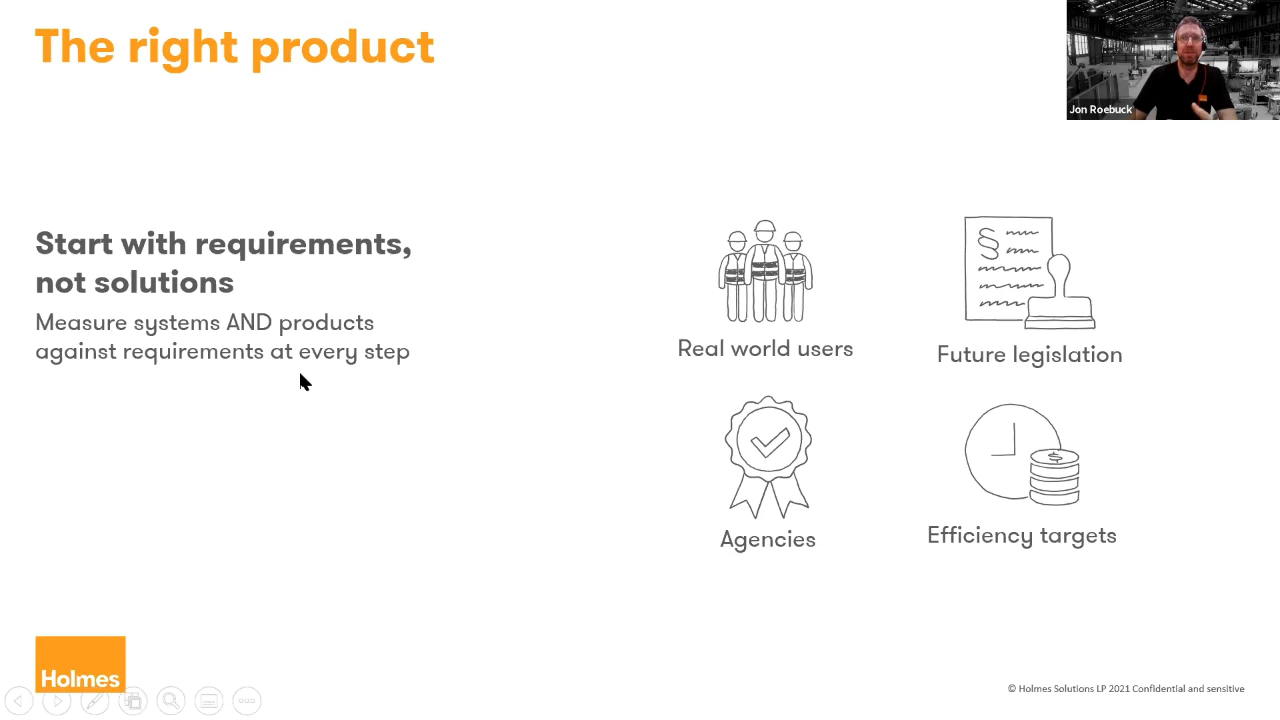 The right product
Jon Roebuck
Start with requirements,
not solutions
Measure systems AND products
against requirements at every step
Real world users
§
Future legislation
Agencies
$
Efficiency targets
Holmes
© Holmes Solutions LP 2021 Confidential and sensitive